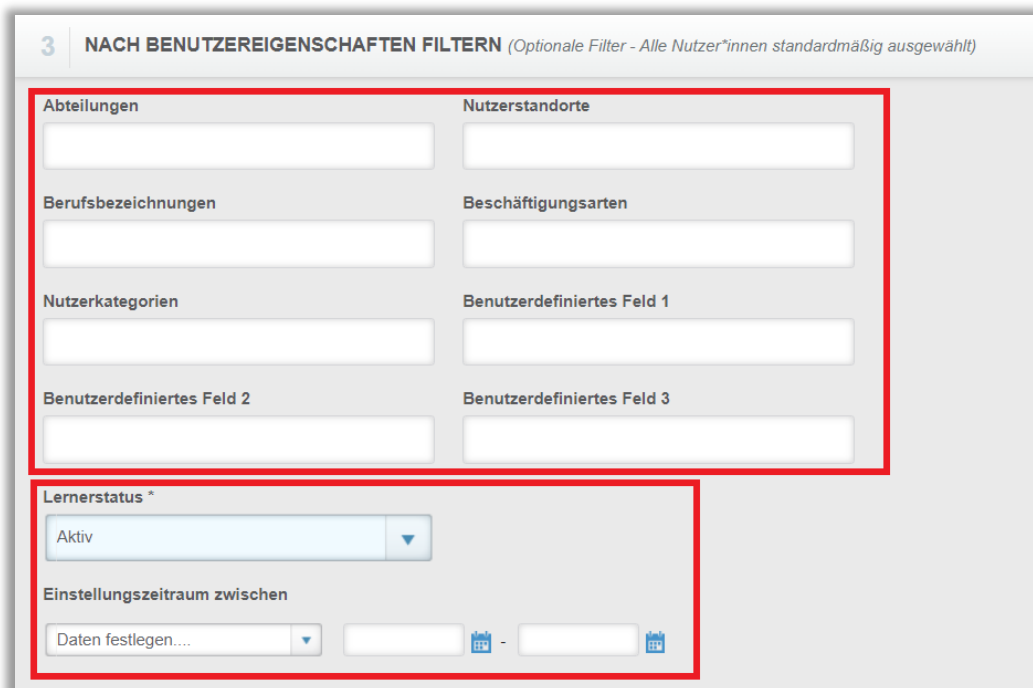 3 NACH BENUTZEREIGENSCHAFTEN FILTERN (Optionale Filter - Alle Nutzer*innen standardmäßig ausgewählt)
Abteilungen Nutzerstandorte
Berufsbezeichnungen Beschäftigungsarten
Nutzerkategorien Benutzerdefiniertes Feld 1
Benutzerdefiniertes Feld 2 Benutzerdefiniertes Feld 3
Lernerstatus *
Aktiv
Einstellungszeitraum zwischen
Daten festlegen.... -